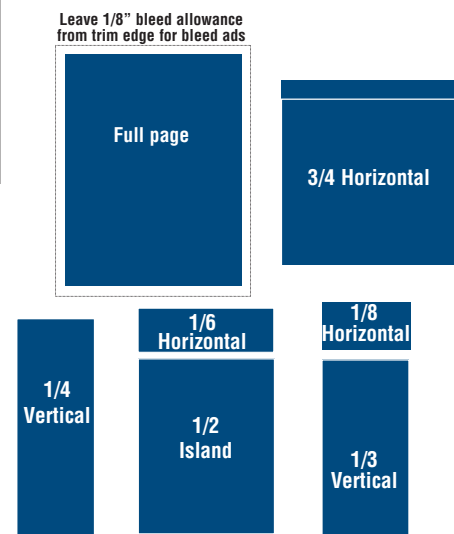 Leave 1/8” bleed allowance
from trim edge for bleed ads
Full page
3/4 Horizontal
1/6
Horizontal
1/8
Horizontal
1/4
Vertical
1/2
Island
1/3
Vertical